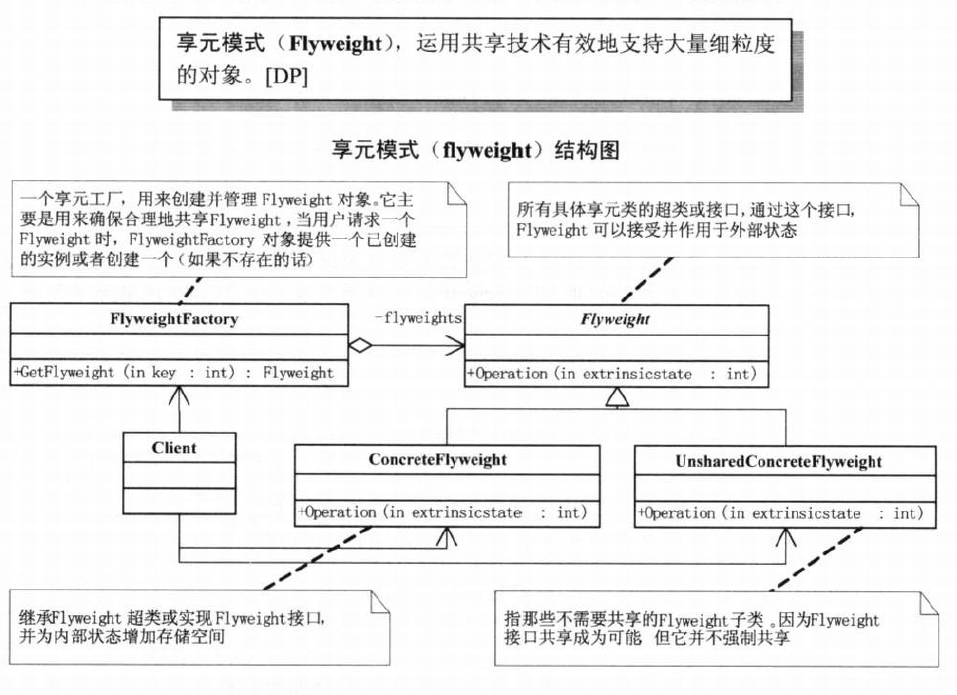 享元模式（Flyweight），运用共享技术有效地支持大量细粒度
的对象。[DP]
享元模式（flyweight）结构图
一个享元工厂，用来创建并管理Flyweight对象。它主
要是用来确保合理地共享Flyweight，当用户请求一个
Flyweight时，FlyweightFactory对象提供一个已创建
的实例或者创建一个（如果不存在的话）
所有具体享元类的超类或接口，通过这个接口，
Flyweight可以接受并作用于外部状态
FlyweightFactory
+GetFlyweight (in key : int) : Flyweight
-flyweights
Flyweight
+Operation (in extrinsicstate : int)
Client
ConcreteFlyweight
+Operation (in extrinsicstate : int)
UnsharedConcreteFlyweight
+Operation (in extrinsicstate : int)
继承Flyweight超类或实现Flyweight接口，
并为内部状态增加存储空间
指那些不需要共享的Flyweight子类。因为Flyweight
接口共享成为可能 但它并不强制共享